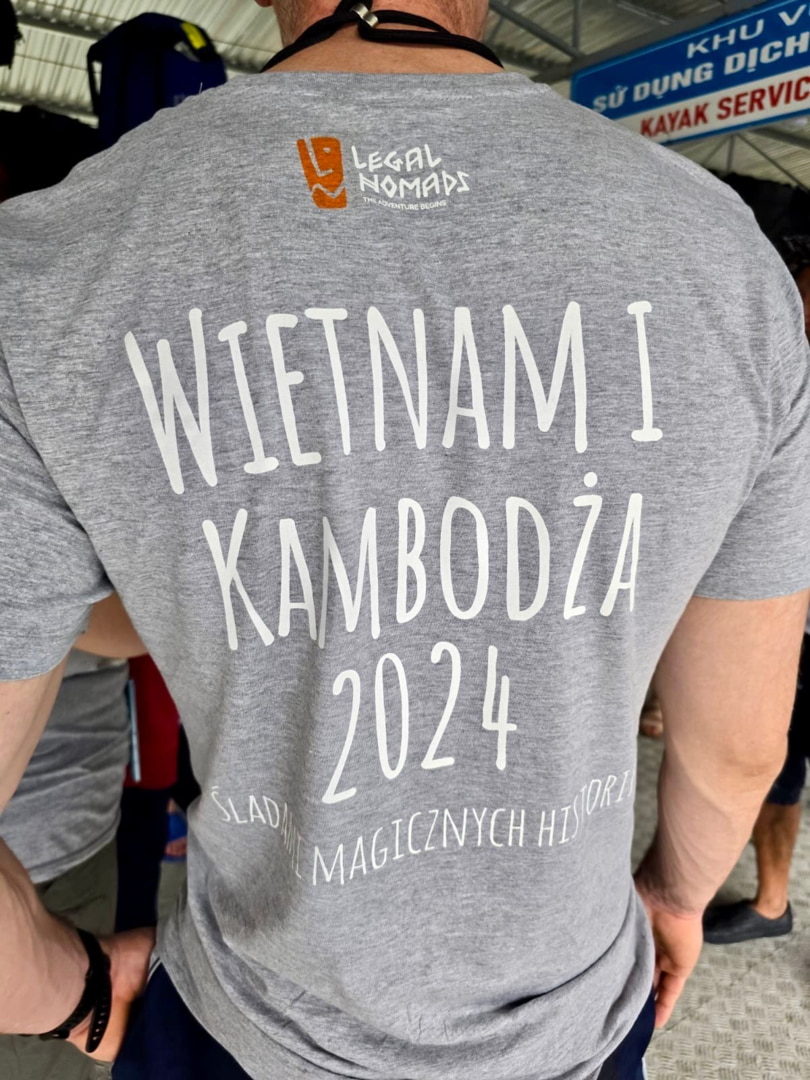 KHU V
SỬ DỤNG DỊCH
KAYAK SERVIC
LEGAL
NOMADS
THE ADVENTURE BEGINS
WIETNAM I
KAMBODŻA
2024
ŚLADAMI MAGICZNYCH HISTORII